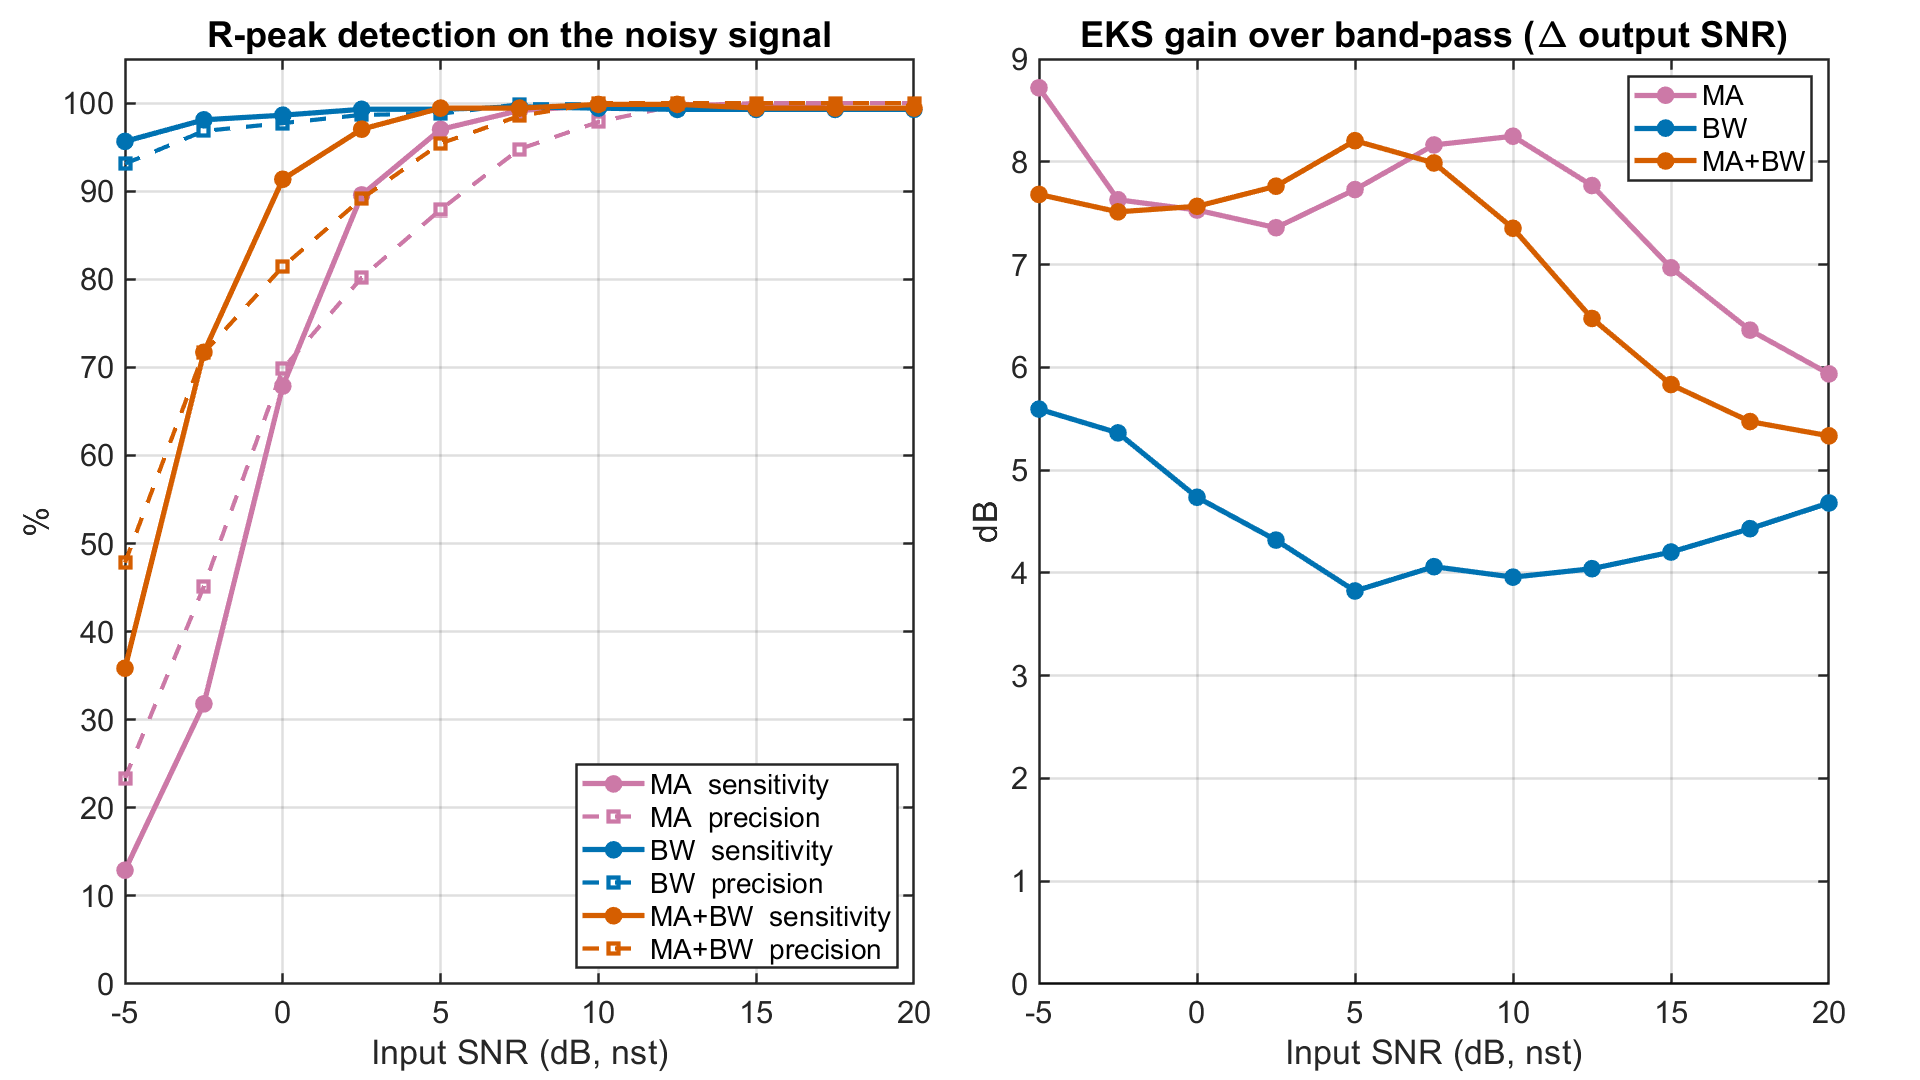 R-peak detection on the noisy signal
100
90
80
70
60
50
40
30
20
10
0
%
-5 0 5 10 15 20
Input SNR (dB, nst)
MA sensitivity
MA precision
BW sensitivity
BW precision
MA+BW sensitivity
MA+BW precision
EKS gain over band-pass (Δ output SNR)
9
8
7
6
5
4
3
2
1
0
dB
-5 0 5 10 15 20
Input SNR (dB, nst)
MA
BW
MA+BW